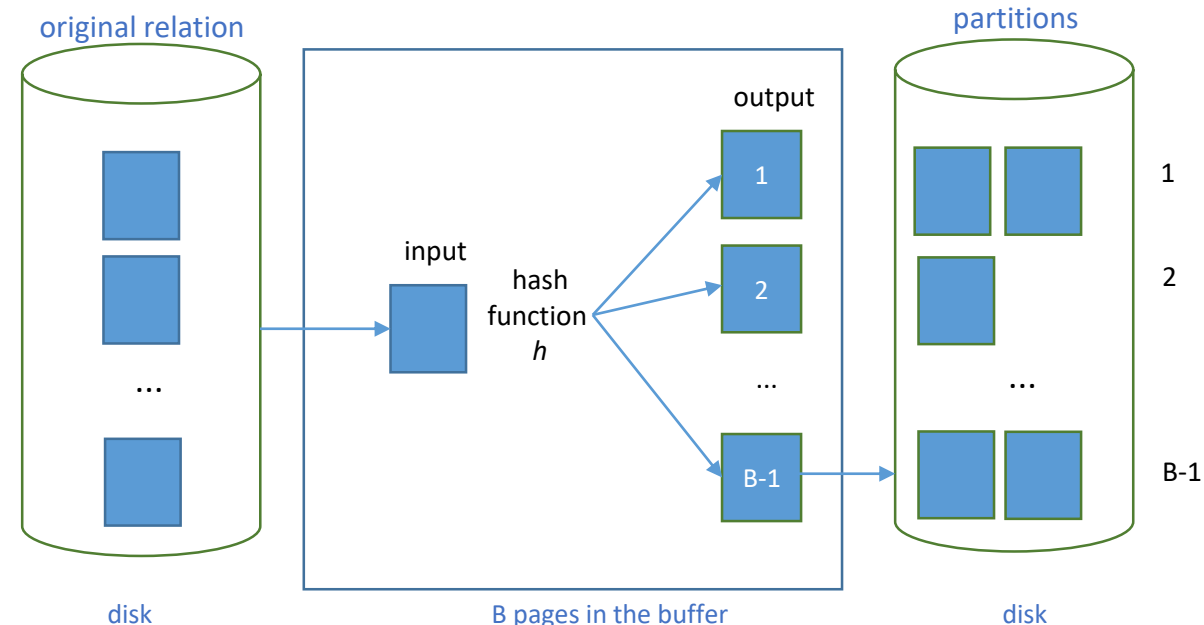 original relation
partitions
output
1
1
input
hash
function
h
2
2
...
...
...
B-1
B-1
disk
B pages in the buffer
disk